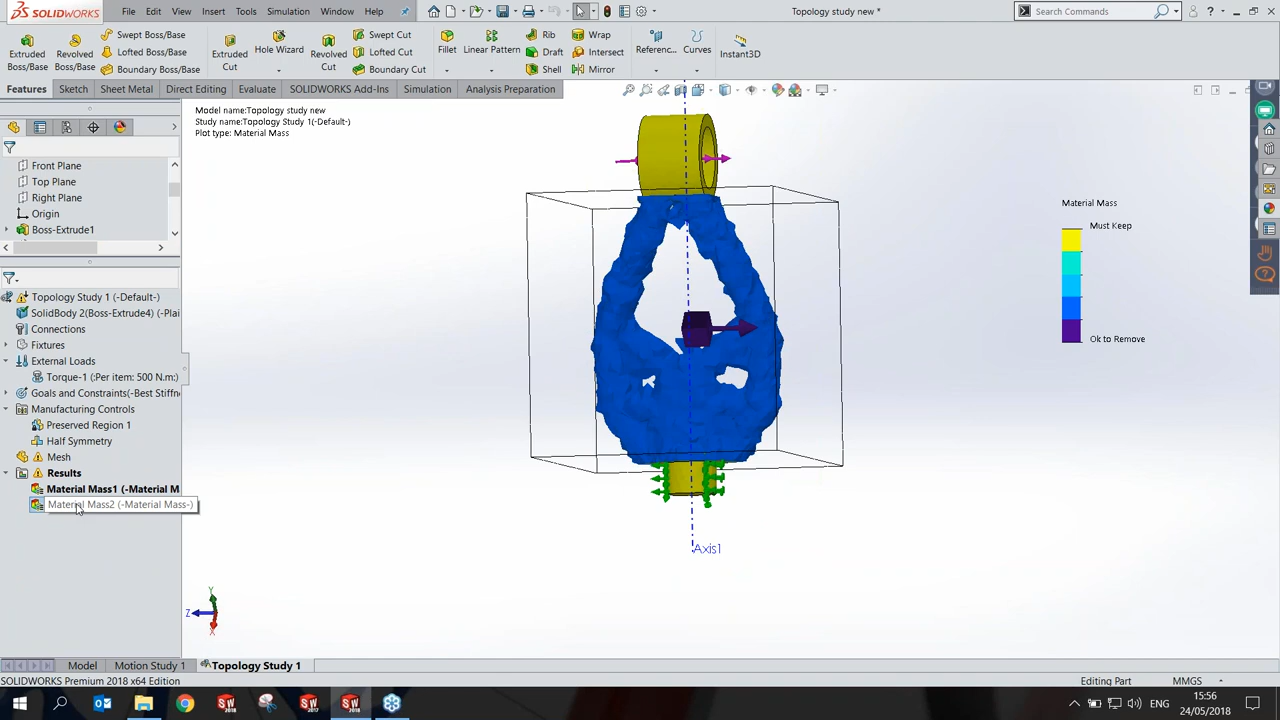 SOLIDWORKS
File Edit View Insert Tools Simulation Window Help
Topology study new *
Search Commands
Extruded Boss/Base
Revolved Boss/Base
Swept Boss/Base
Lofted Boss/Base
Boundary Boss/Base
Extruded Cut
Hole Wizard
Revolved Cut
Swept Cut
Lofted Cut
Boundary Cut
Fillet
Linear Pattern
Rib
Draft
Shell
Wrap
Intersect
Mirror
Referenc...
Curves
Instant3D
Features Sketch Sheet Metal Direct Editing Evaluate SOLIDWORKS Add-Ins Simulation Analysis Preparation
Model name:Topology study new
Study name:Topology Study 1(-Default-)
Plot type: Material Mass
Front Plane
Top Plane
Right Plane
Origin
Boss-Extrude1
Topology Study 1 (-Default-)
SolidBody 2(Boss-Extrude4) (-Plai
Connections
Fixtures
External Loads
Torque-1 (:Per item: 500 N.m:)
Goals and Constraints(-Best Stiffn
Manufacturing Controls
Preserved Region 1
Half Symmetry
Mesh
Results
Material Mass1 (-Material M
Material Mass2 (-Material Mass-)
Material Mass
Must Keep
Ok to Remove
Axis1
Y
Z
X
Model Motion Study 1 Topology Study 1
SOLIDWORKS Premium 2018 x64 Edition
Editing Part
MMGS
ENG
15:56
24/05/2018